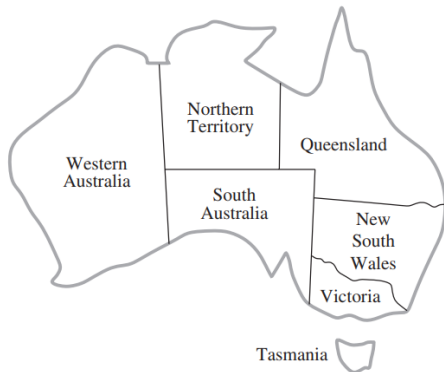 Northern
Territory
Queensland
Western
Australia
South
Australia
New
South
Wales
Victoria
Tasmania